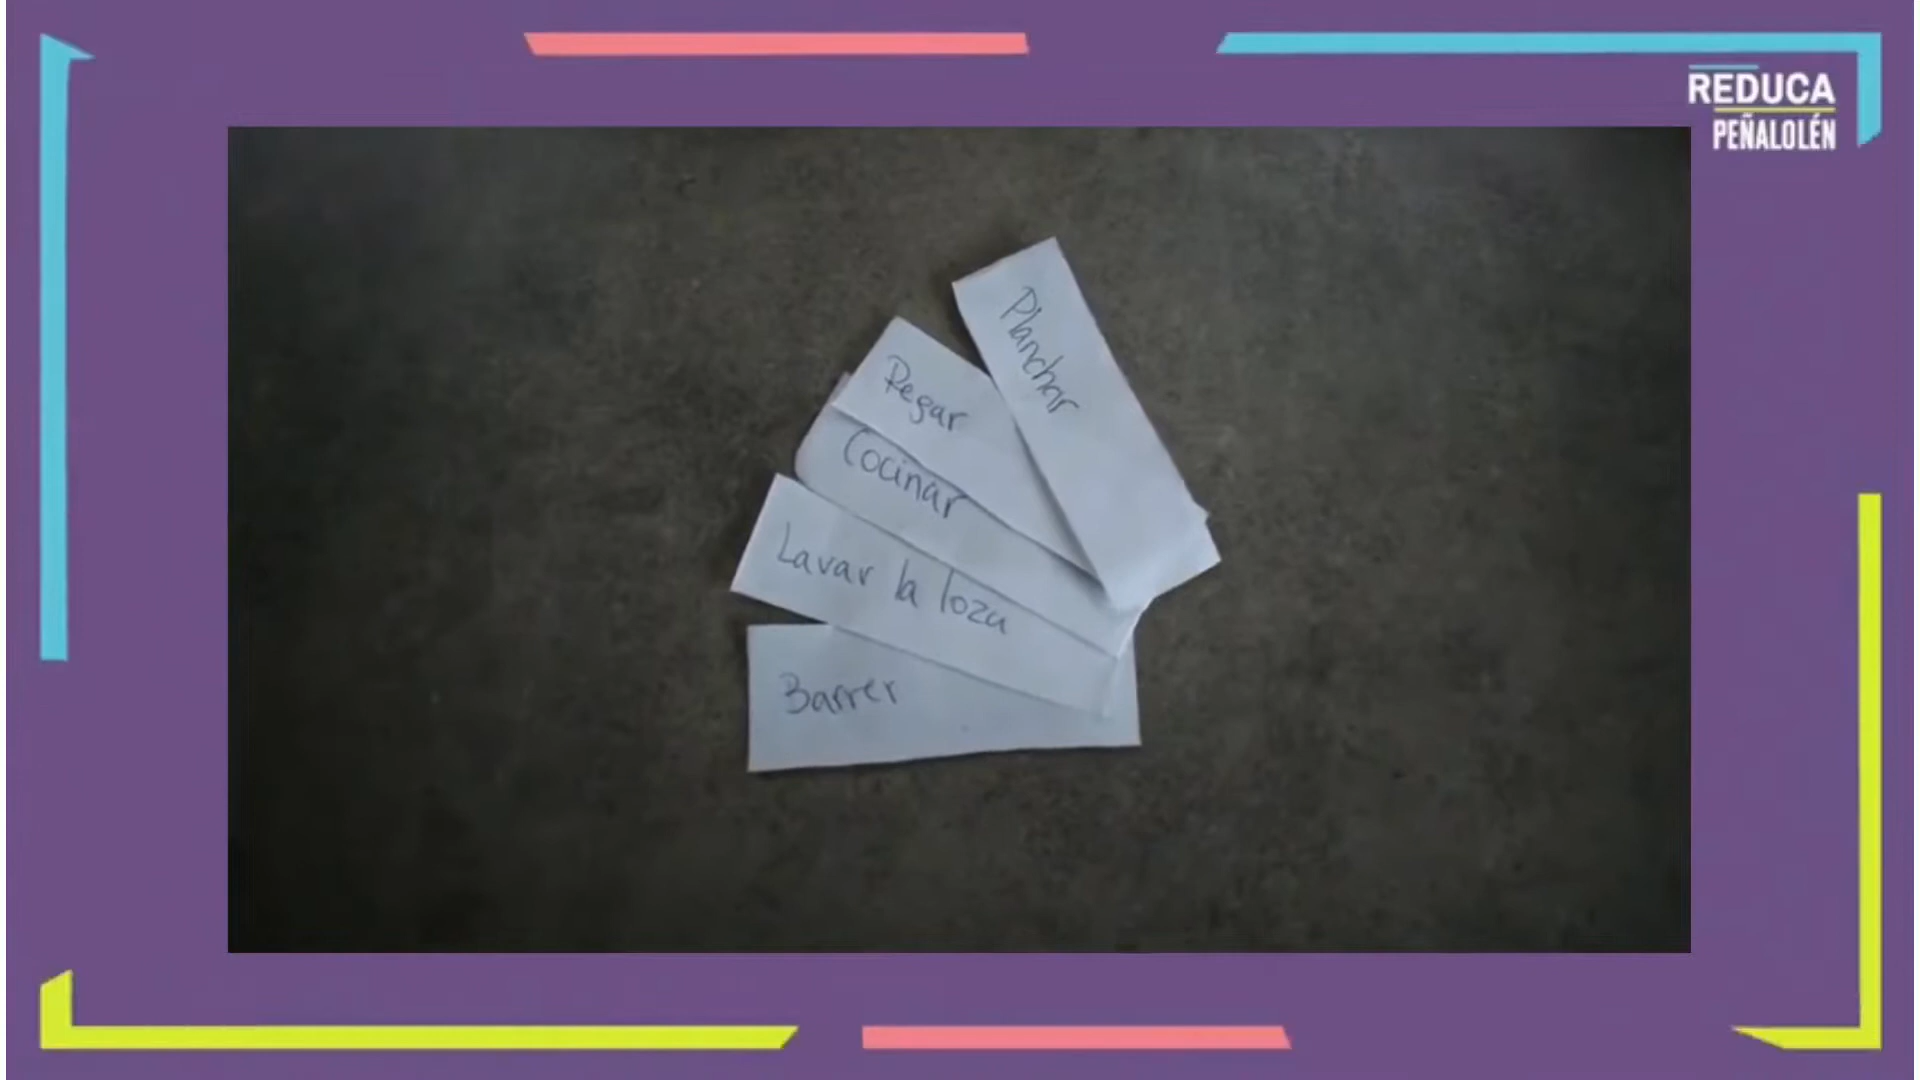 REDUCA
PEÑALOLÉN
Planchar
Regar
Cocinar
Lavar la loza
Barrer